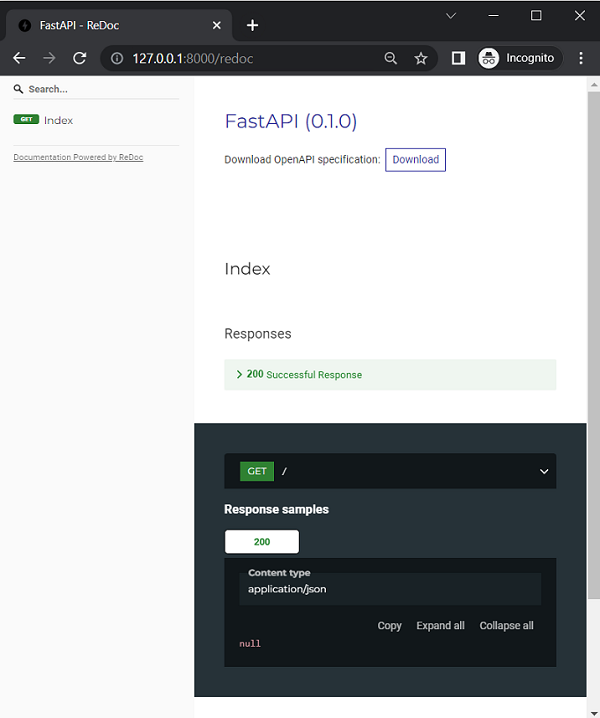 FastAPI - ReDoc
127.0.0.1:8000/redoc
Incognito
Search...
GET Index
Documentation Powered by ReDoc
FastAPI (0.1.0)
Download OpenAPI specification: Download
Index
Responses
200 Successful Response
GET /
Response samples
200
Content type
application/json
Copy Expand all Collapse all
null